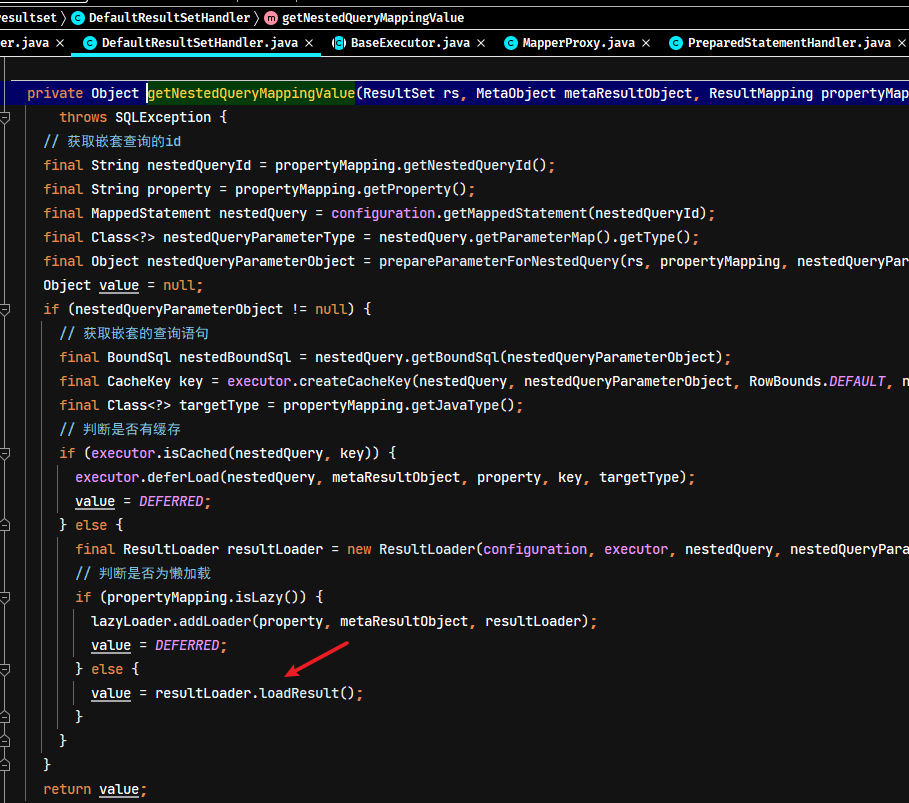 esultset DefaultResultSetHandler getNestedQueryMappingValue
er.java DefaultResultSetHandler.java BaseExecutor.java MapperProxy.java PreparedStatementHandler.java
private Object getNestedQueryMappingValue(ResultSet rs, MetaObject metaResultObject, ResultMapping propertyMap
throws SQLException {
// 获取嵌套查询的id
final String nestedQueryId = propertyMapping.getNestedQueryId();
final String property = propertyMapping.getProperty();
final MappedStatement nestedQuery = configuration.getMappedStatement(nestedQueryId);
final Class<?> nestedQueryParameterType = nestedQuery.getParameterMap().getType();
final Object nestedQueryParameterObject = prepareParameterForNestedQuery(rs, propertyMapping, nestedQueryPar
Object value = null;
if (nestedQueryParameterObject != null) {
// 获取嵌套的查询语句
final BoundSql nestedBoundSql = nestedQuery.getBoundSql(nestedQueryParameterObject);
final CacheKey key = executor.createCacheKey(nestedQuery, nestedQueryParameterObject, RowBounds.DEFAULT, n
final Class<?> targetType = propertyMapping.getJavaType();
// 判断是否有缓存
if (executor.isCached(nestedQuery, key)) {
executor.deferLoad(nestedQuery, metaResultObject, property, key, targetType);
value = DEFERRED;
} else {
final ResultLoader resultLoader = new ResultLoader(configuration, executor, nestedQuery, nestedQueryPara
// 判断是否为懒加载
if (propertyMapping.isLazy()) {
lazyLoader.addLoader(property, metaResultObject, resultLoader);
value = DEFERRED;
} else {
value = resultLoader.loadResult();
}
}
}
return value;